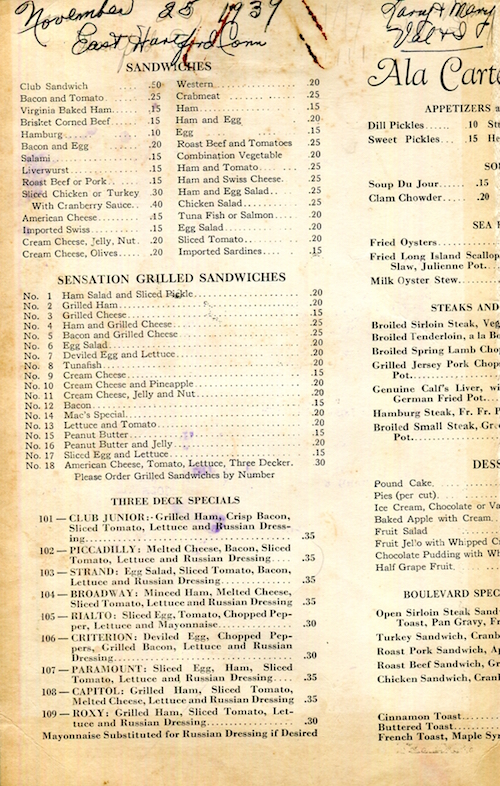 November 25 1939
East Hartford Conn
SANDWICHES
Club Sandwich .50
Bacon and Tomato .25
Virginia Baked Ham .15
Brisket Corned Beef .15
Hamburg .10
Bacon and Egg .20
Salami .15
Liverwurst .15
Roast Beef or Pork .15
Sliced Chicken or Turkey .30
With Cranberry Sauce .40
American Cheese .15
Imported Swiss .15
Cream Cheese, Jelly, Nut .20
Cream Cheese, Olives .20
Western .20
Crabmeat .25
Ham .15
Ham and Egg .20
Egg .15
Roast Beef and Tomatoes .25
Combination Vegetable .20
Ham and Tomato .25
Ham and Swiss Cheese .25
Ham and Egg Salad .25
Chicken Salad .25
Tuna Fish or Salmon .20
Egg Salad .20
Sliced Tomato .20
Imported Sardines .15
SENSATION GRILLED SANDWICHES
No. 1 Ham Salad and Sliced Pickle .20
No. 2 Grilled Ham .20
No. 3 Grilled Cheese .15
No. 4 Ham and Grilled Cheese .25
No. 5 Bacon and Grilled Cheese .25
No. 6 Egg Salad .20
No. 7 Deviled Egg and Lettuce .20
No. 8 Tunafish .20
No. 9 Cream Cheese .15
No. 10 Cream Cheese and Pineapple .20
No. 11 Cream Cheese, Jelly and Nut .20
No. 12 Bacon .15
No. 14 Mac's Special .20
No. 13 Lettuce and Tomato .20
No. 15 Peanut Butter .15
No. 16 Peanut Butter and Jelly .20
No. 17 Sliced Egg and Lettuce .15
No. 18 American Cheese, Tomato, Lettuce, Three Decker .30
Please Order Grilled Sandwiches by Number
THREE DECK SPECIALS
101 — CLUB JUNIOR: Grilled Ham, Crisp Bacon,
Sliced Tomato, Lettuce and Russian Dress-
ing .35
102 — PICCADILLY: Melted Cheese, Bacon, Sliced
Tomato, Lettuce and Russian Dressing .35
103 — STRAND: Egg Salad, Sliced Tomato, Bacon,
Lettuce and Russian Dressing .35
104 — BROADWAY: Minced Ham, Melted Cheese,
Sliced Tomato, Lettuce and Russian Dressing .35
105 — RIALTO: Sliced Egg, Tomato, Chopped Pep-
per, Lettuce and Mayonnaise .30
106 — CRITERION: Deviled Egg, Chopped Pep-
pers, Grilled Bacon, Lettuce and Russian
Dressing .30
107 — PARAMOUNT: Sliced Egg, Ham, Sliced
Tomato, Lettuce and Russian Dressing .35
108 — CAPITOL: Grilled Ham, Sliced Tomato,
Melted Cheese, Lettuce and Russian Dressing .35
109 — ROXY: Grilled Ham, Sliced Tomato, Let-
tuce and Russian Dressing .30
Mayonnaise Substituted for Russian Dressing if Desired
Ala Carte
APPETIZERS
Dill Pickles .10
Sweet Pickles .15
Soup Du Jour .15
Clam Chowder .20
SEA
Fried Oysters
Fried Long Island Scallop
Slaw, Julienne Pot.
Milk Oyster Stew
STEAKS AND
Broiled Sirloin Steak, Veg
Broiled Tenderloin, a la Be
Broiled Spring Lamb Cho
Grilled Jersey Pork Chop
Pot.
Genuine Calf's Liver, wi
German Fried Pot.
Hamburg Steak, Fr. Fr. P
Broiled Small Steak, Gre
Pot.
DESS
Pound Cake
Pies (per cut)
Ice Cream, Chocolate or Va
Baked Apple with Cream
Fruit Salad
Fruit Jello with Whipped Cr
Chocolate Pudding with Wh
Half Grape Fruit
BOULEVARD SPEC
Open Sirloin Steak Sand
Toast, Pan Gravy, Fr
Turkey Sandwich, Cranb
Roast Pork Sandwich, Ap
Roast Beef Sandwich, Gr
Chicken Sandwich, Cran
Cinnamon Toast
Buttered Toast
French Toast, Maple Syr